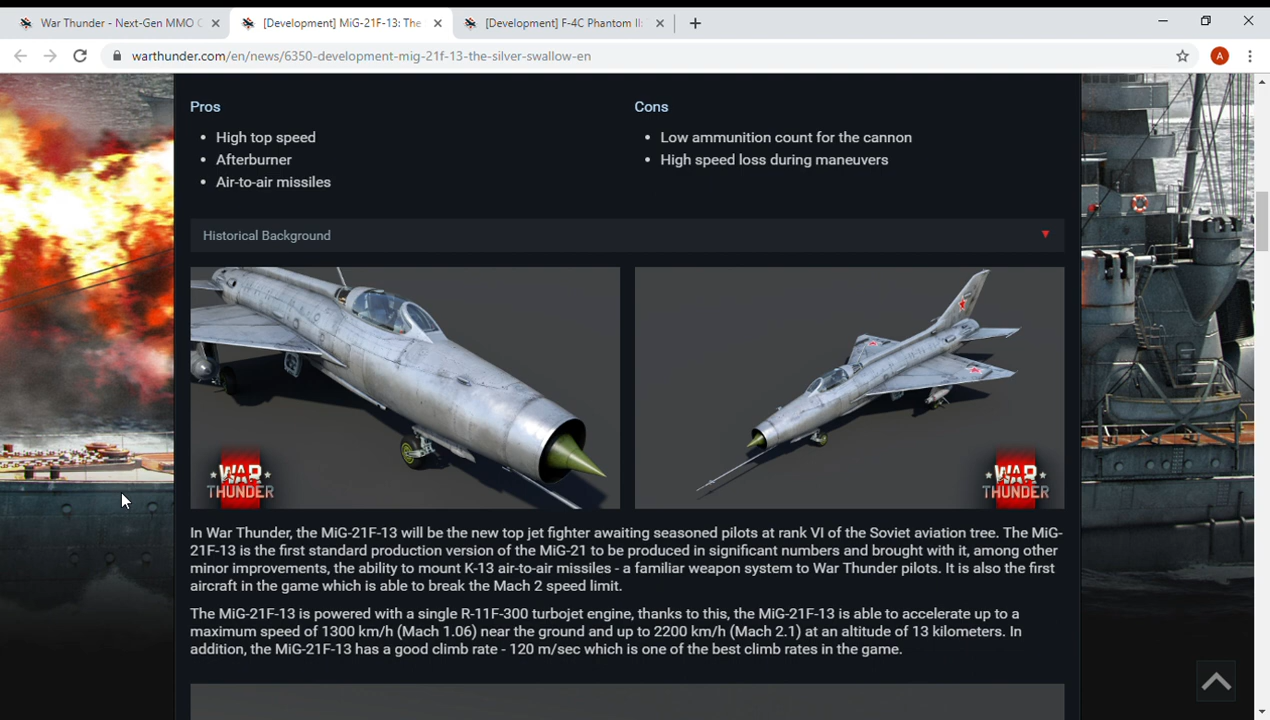 War Thunder - Next-Gen MMO C
[Development] MiG-21F-13: The
[Development] F-4C Phantom II:
warthunder.com/en/news/6350-development-mig-21f-13-the-silver-swallow-en
A
Pros
Cons
• High top speed
• Low ammunition count for the cannon
• Afterburner
• High speed loss during maneuvers
• Air-to-air missiles
Historical Background
WAR
THUNDER
WAR
THUNDER
In War Thunder, the MiG-21F-13 will be the new top jet fighter awaiting seasoned pilots at rank VI of the Soviet aviation tree. The MiG-
21F-13 is the first standard production version of the MiG-21 to be produced in significant numbers and brought with it, among other
minor improvements, the ability to mount K-13 air-to-air missiles - a familiar weapon system to War Thunder pilots. It is also the first
aircraft in the game which is able to break the Mach 2 speed limit.
The MiG-21F-13 is powered with a single R-11F-300 turbojet engine, thanks to this, the MiG-21F-13 is able to accelerate up to a
maximum speed of 1300 km/h (Mach 1.06) near the ground and up to 2200 km/h (Mach 2.1) at an altitude of 13 kilometers. In
addition, the MiG-21F-13 has a good climb rate - 120 m/sec which is one of the best climb rates in the game.